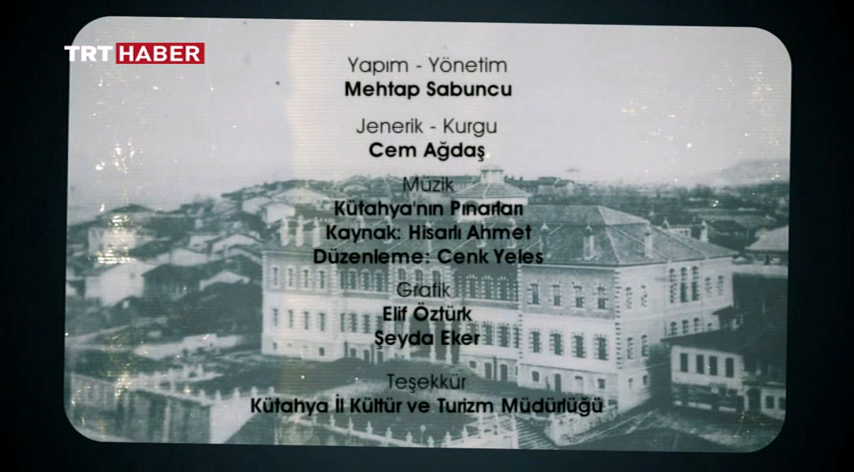 TRT HABER
Yapım - Yönetim
Mehtap Sabuncu
Jenerik - Kurgu
Cem Ağdaş
Müzik
Kütahya'nın Pınarları
Kaynak: Hisarlı Ahmet
Düzenleme: Cenk Yeles
Grafik
Elif Öztürk
Şeyda Eker
Teşekkür
Kütahya İl Kültür ve Turizm Müdürlüğü